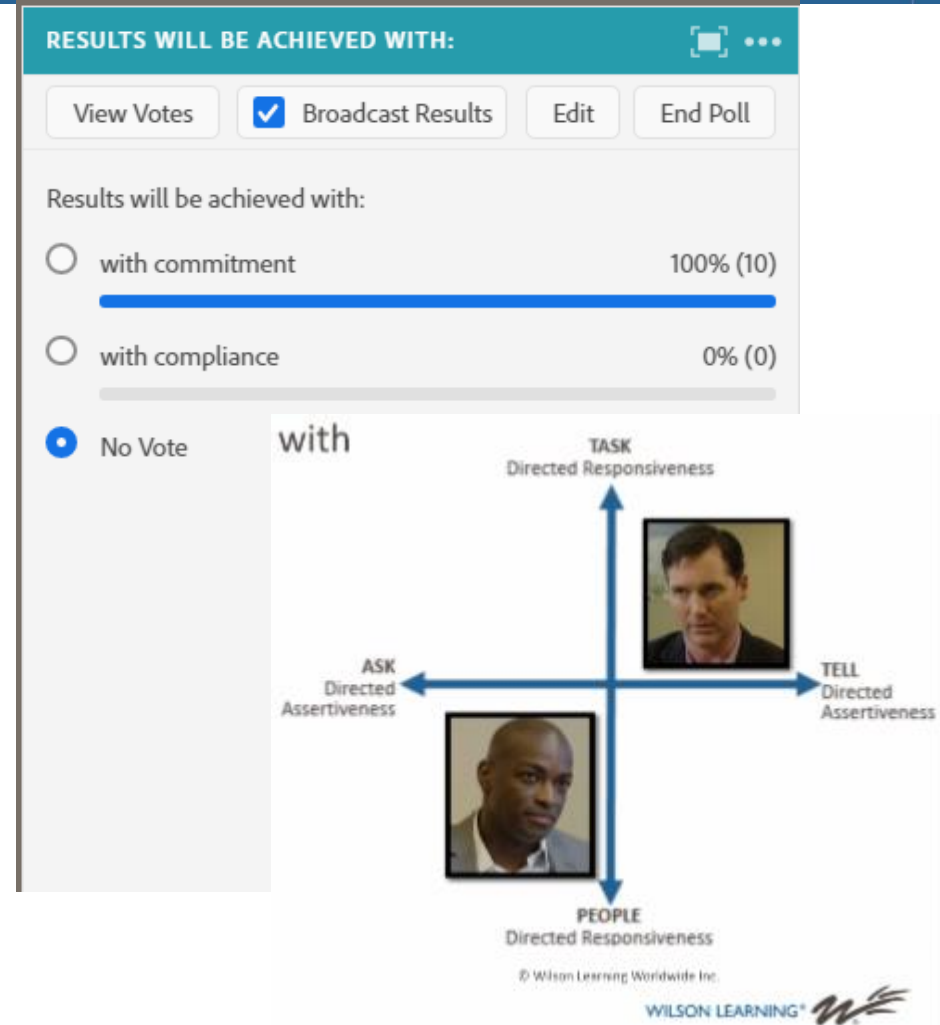 RESULTS WILL BE ACHIEVED WITH:
View Votes
Broadcast Results
Edit
End Poll
Results will be achieved with:
with commitment 100% (10)
with compliance 0% (0)
No Vote
with
TASK
Directed Responsiveness
ASK
Directed
Assertiveness
TELL
Directed
Assertiveness
PEOPLE
Directed Responsiveness
© Wilson Learning Worldwide Inc.
WILSON LEARNING®